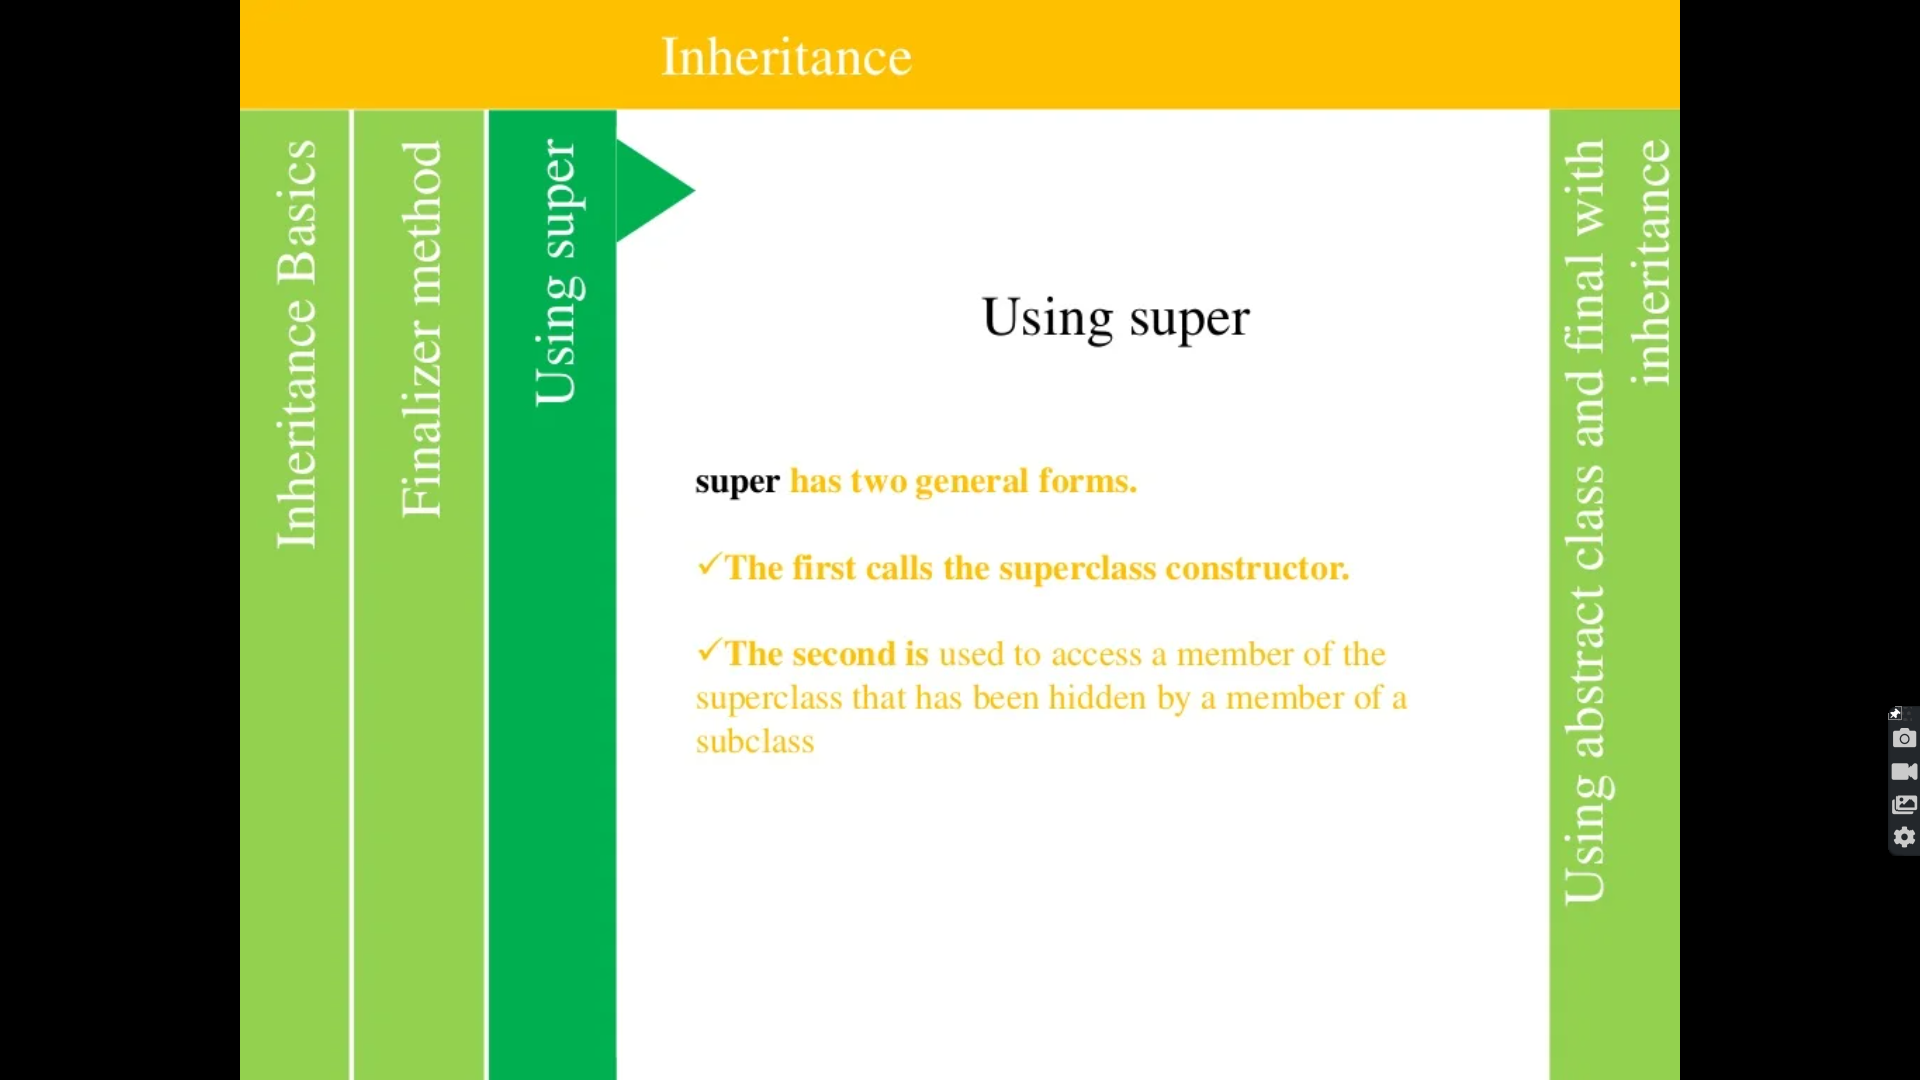 Inheritance
Inheritance Basics
Finalizer method
Using super
Using super
super has two general forms.
✓The first calls the superclass constructor.
✓The second is used to access a member of the
superclass that has been hidden by a member of a
subclass
Using abstract class and final with
inheritance